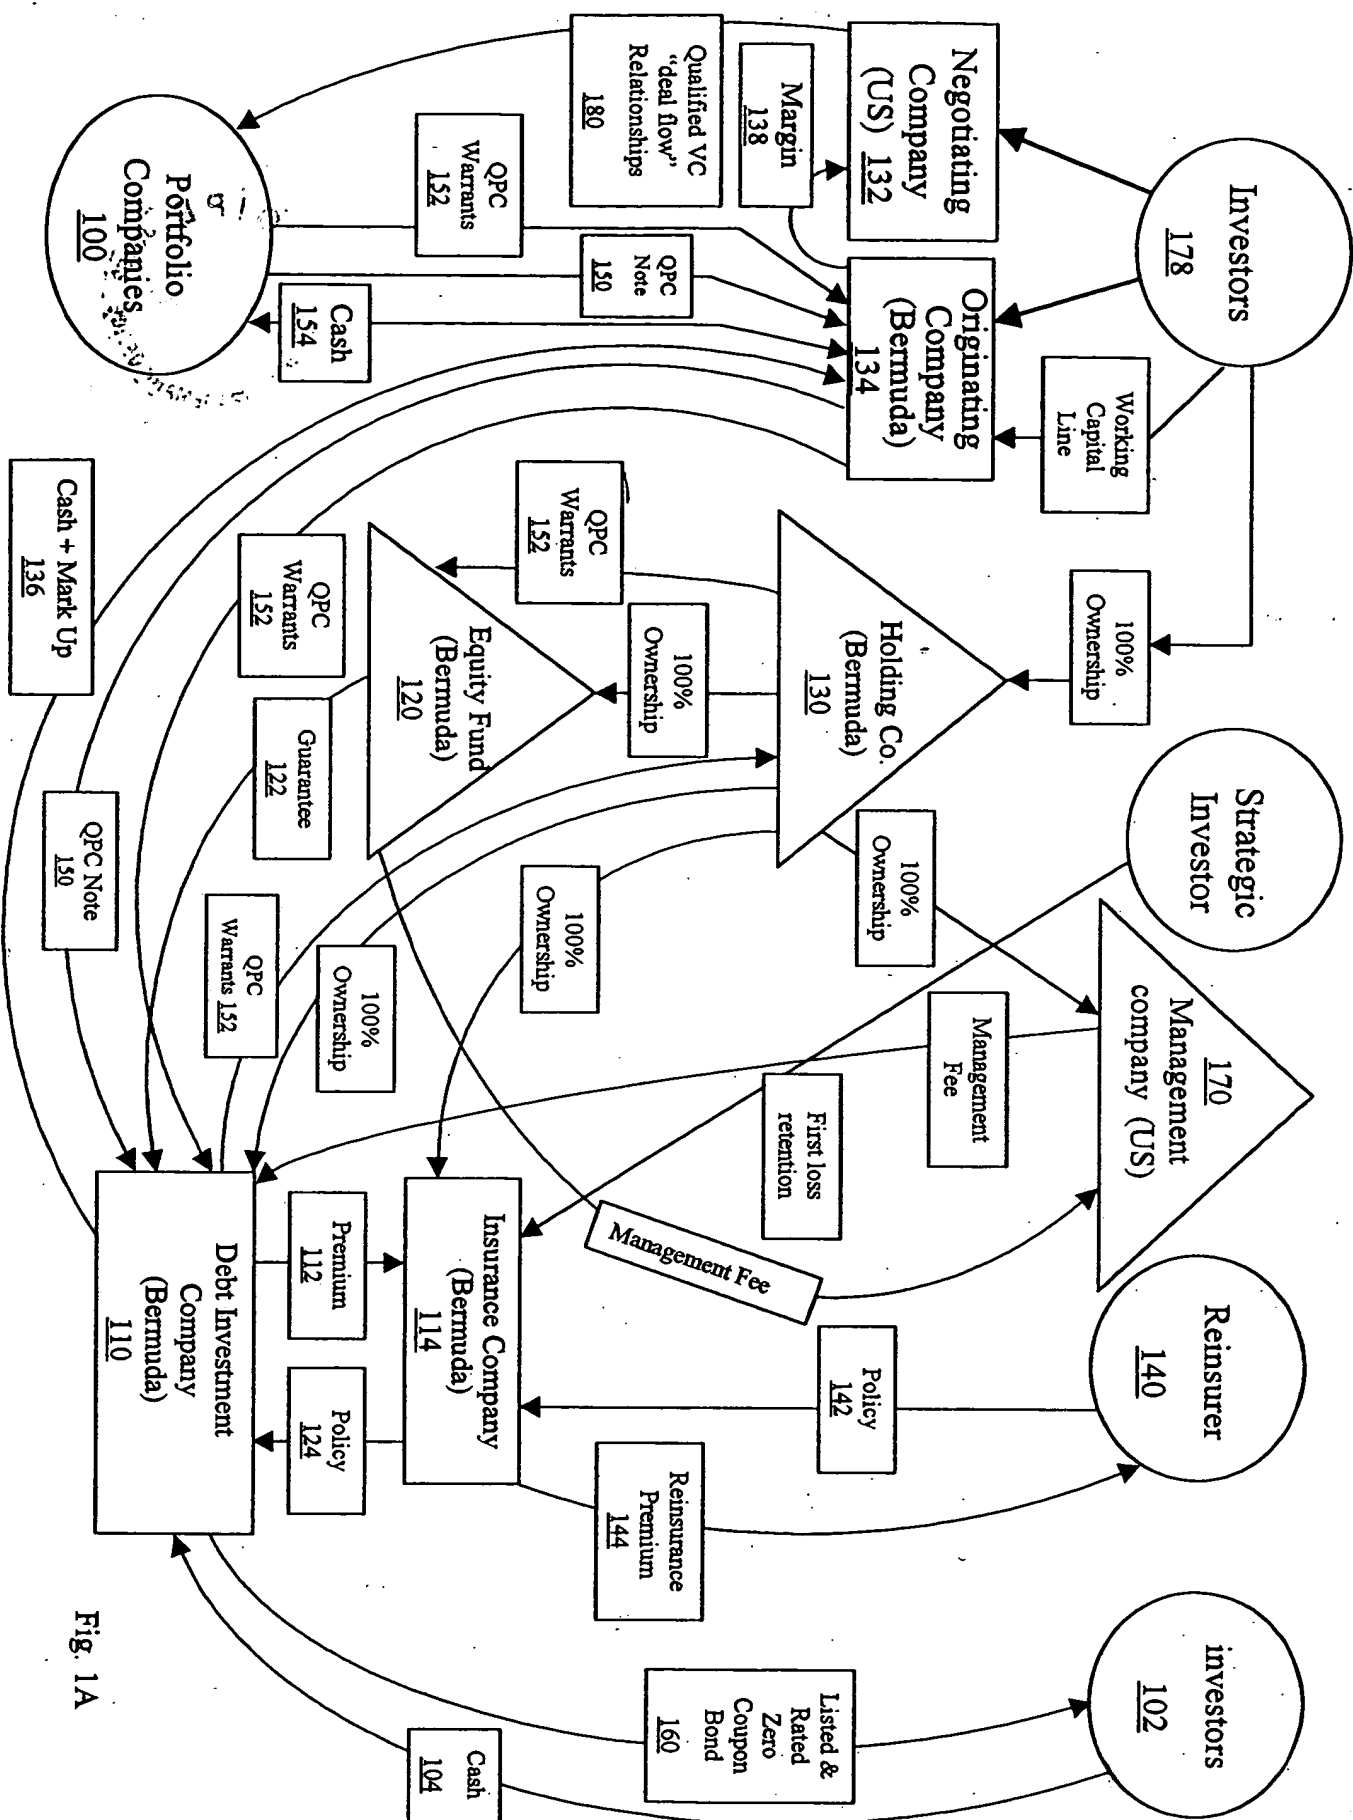 Investors
178
Strategic
Investor
170
Management
company (US)
Reinsurer
140
investors
102
Working
Capital
Line
100%
Ownership
Negotiating
Company
(US) 132
Originating
Company
(Bermuda)
134
Holding Co.
(Bermuda)
130
100%
Ownership
Management
Fee
First loss
retention
Policy
142
Listed &
Rated
Zero
Coupon
Bond
160
Margin
138
Qualified VC
"deal flow"
Relationships
180
100%
Ownership
Management Fee
Reinsurance
Premium
144
QPC
Note
150
QPC
Warrants
152
QPC
Warrants
152
100%
Ownership
Equity Fund
(Bermuda)
120
Insurance Company
(Bermuda)
114
Cash
104
Cash
154
QPC
Warrants
152
Guarantee
122
100%
Ownership
Premium
112
Policy
124
Portfolio
Companies
100
QPC
Warrants 152
Debt Investment
Company
(Bermuda)
110
Cash + Mark Up
136
QPC Note
150
Fig. 1A